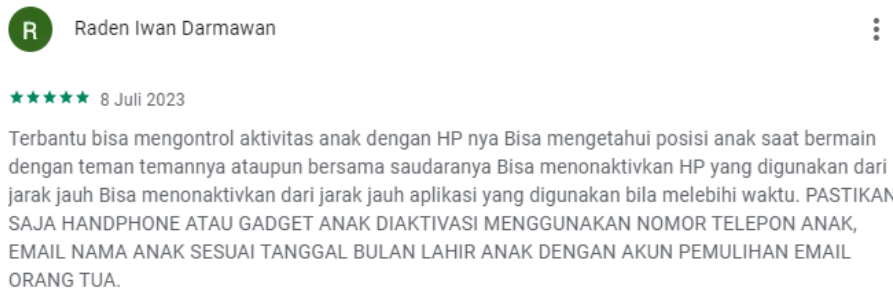 R
Raden Iwan Darmawan
8 Juli 2023
Terbantu bisa mengontrol aktivitas anak dengan HP nya Bisa mengetahui posisi anak saat bermain
dengan teman temannya ataupun bersama saudaranya Bisa menonaktivkan HP yang digunakan dari
jarak jauh Bisa menonaktivkan dari jarak jauh aplikasi yang digunakan bila melebihi waktu. PASTIKAN
SAJA HANDPHONE ATAU GADGET ANAK DIAKTIVASI MENGGUNAKAN NOMOR TELEPON ANAK,
EMAIL NAMA ANAK SESUAI TANGGAL BULAN LAHIR ANAK DENGAN AKUN PEMULIHAN EMAIL
ORANG TUA.